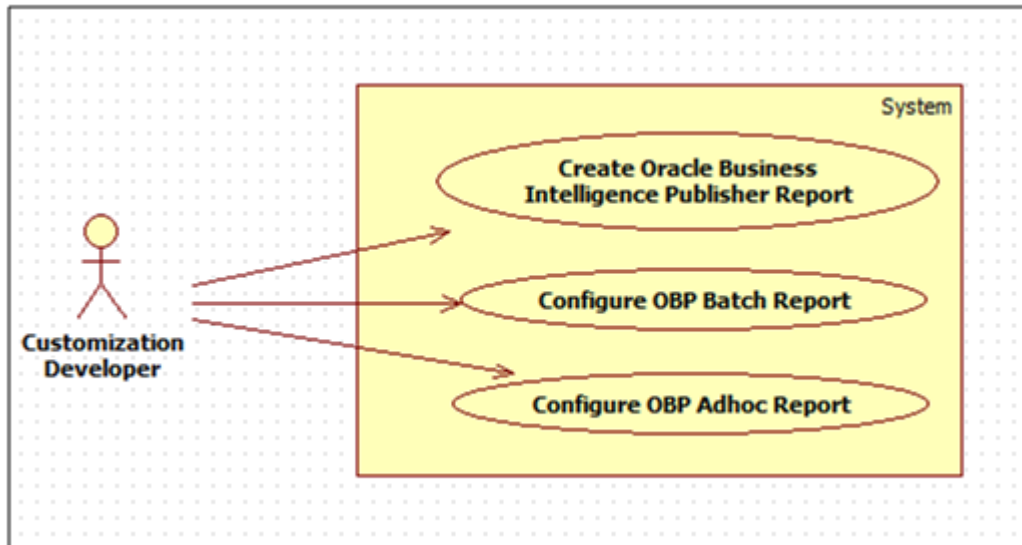 System
Create Oracle Business
Intelligence Publisher Report
Configure OBP Batch Report
Customization
Developer
Configure OBP Adhoc Report